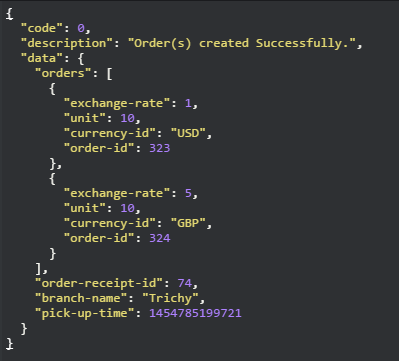 {
  "code": 0,
  "description": "Order(s) created Successfully.",
  "data": {
    "orders": [
      {
        "exchange-rate": 1,
        "unit": 10,
        "currency-id": "USD",
        "order-id": 323
      },
      {
        "exchange-rate": 5,
        "unit": 10,
        "currency-id": "GBP",
        "order-id": 324
      }
    ],
    "order-receipt-id": 74,
    "branch-name": "Trichy",
    "pick-up-time": 1454785199721
  }
}